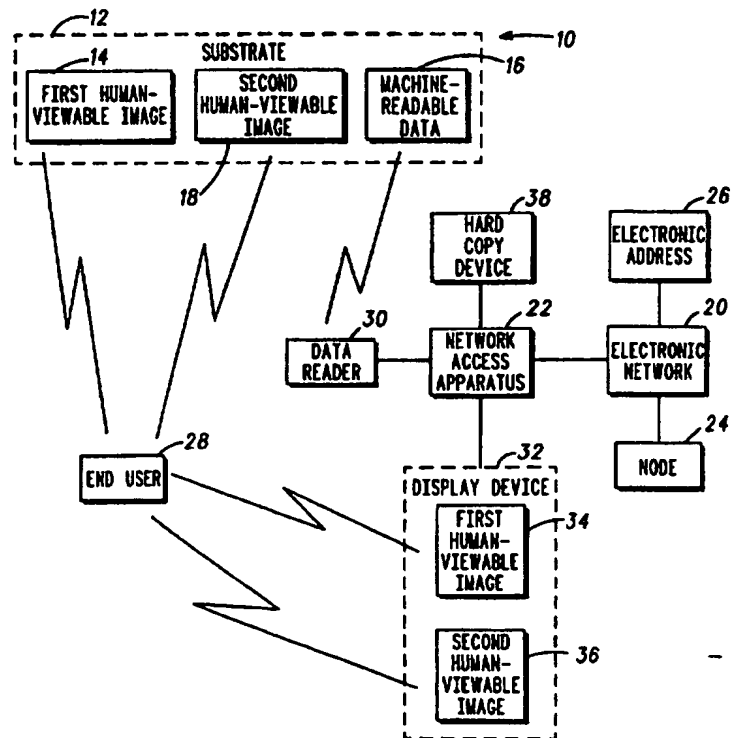 12
10
SUBSTRATE
14
16
FIRST HUMAN-
VIEWABLE IMAGE
SECOND
HUMAN-VIEWABLE
IMAGE
MACHINE-
READABLE
DATA
18
38
26
HARD
COPY
DEVICE
ELECTRONIC
ADDRESS
30
22
20
DATA
READER
NETWORK
ACCESS
APPARATUS
ELECTRONIC
NETWORK
28
24
END USER
NODE
32
DISPLAY DEVICE
34
FIRST
HUMAN-
VIEWABLE
IMAGE
36
SECOND
HUMAN-
VIEWABLE
IMAGE